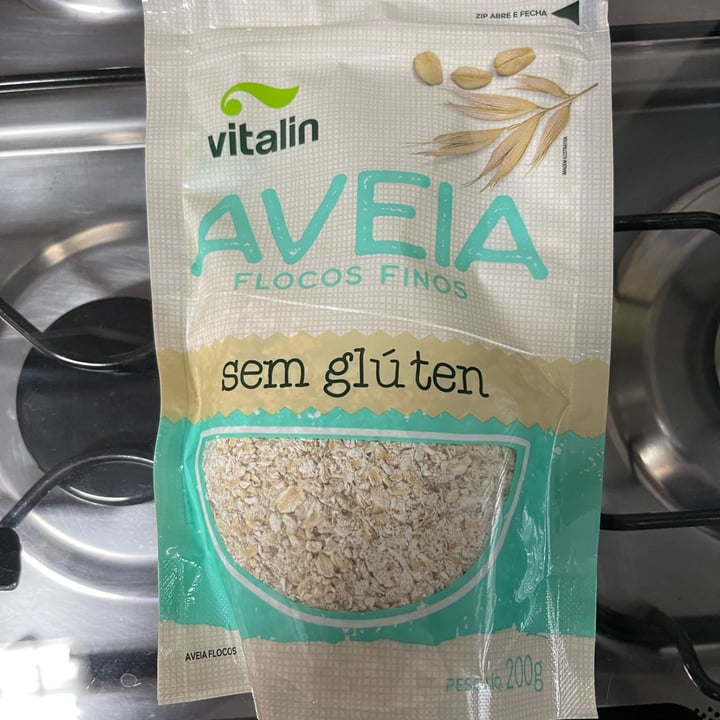 ZIP ABRE E FECHA
vitalin
AVEIA
FLOCOS FINOS
sem glúten
AVEIA FLOCOS
200g